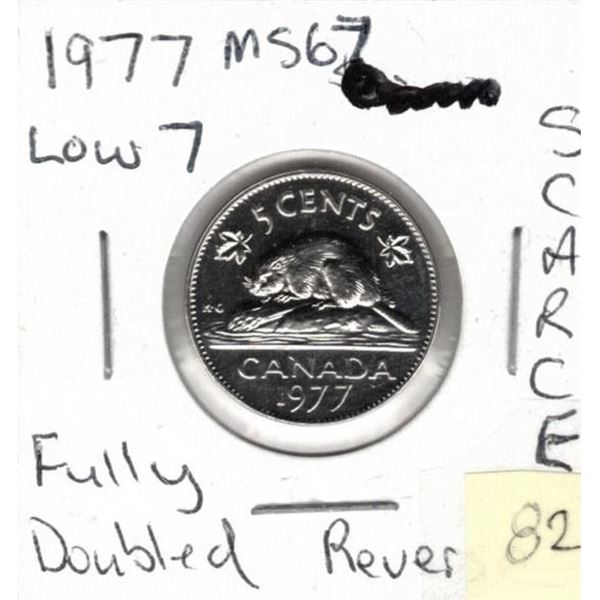 1977 MS67
Low 7
SCARCE
5 CENTS
K·G
CANADA
1977
Fully
Doubled Rever
82